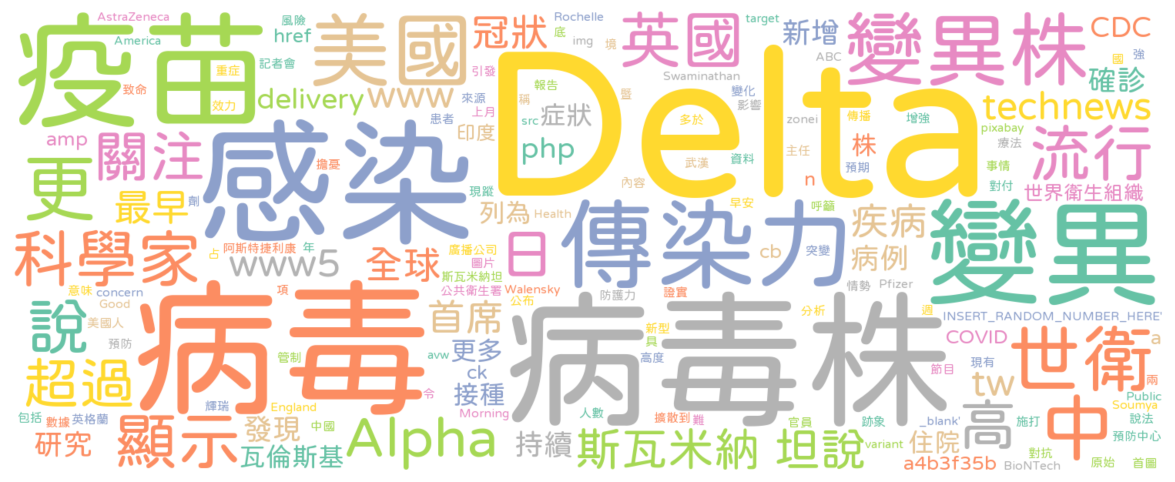 AstraZeneca
疫苗
America
重症
致命
效力
風險
href
記者會
美國
冠狀
引發
Rochelle
底
img
境
英國
target
新增
ABC
變異株
CDC
國
強
確診
delivery
www
來源
上月
報告
稱
暨
Swaminathan
變化
影響
technews
amp
關注
患者
印度
src
症狀
Delta
多於
zonei
傳播
增強
pixabay
療法
流行
擔憂
php
武漢
資料
主任
株
預期
事情
對付
更
感染
現蹤
內容
n
世界衛生組織
最早
劑
列為
Health
早安
呼籲
疾病
變異
科學家
占
阿斯特捷利康
年
www5
全球
廣播公司
圖片
斯瓦米納坦
日
傳染力
cb
突變
病例
意味
concern
Good
項
公共衛生署
Walensky
公布
防護力
證實
情勢
Pfizer
說
美國人
預防
病毒
首席
新型
具
病毒株
分析
週
INSERT_RANDOM_NUMBER_HERE'
COVID
a
超過
管制
avw
更多
ck
高度
節目
現有
世衛
tw
兩
令
接種
Public
Soumya
包括
數據
英格蘭
輝瑞
England
Morning
人數
擴散到
難
官員
跡象
_blank'
高
施打
中
說法
預防中心
研究
顯示
發現
中國
Alpha
持續
斯瓦米納 坦說
variant
住院
對抗
瓦倫斯基
a4b3f35b
BioNTech
原始
首圖